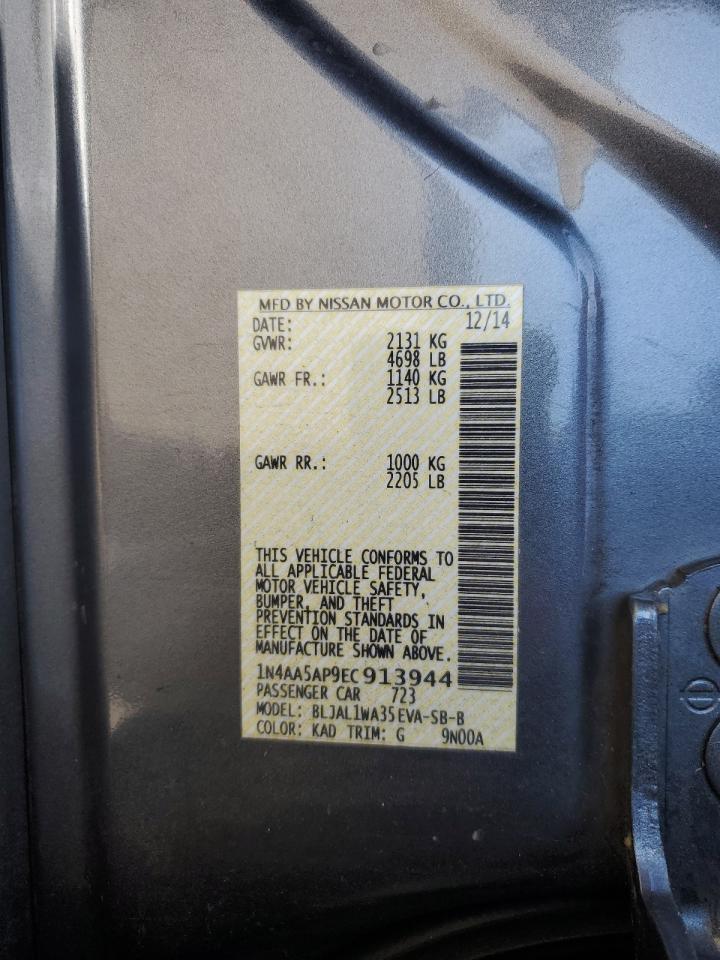 MFD BY NISSAN MOTOR CO., LTD.
DATE: 12/14
GVWR: 2131 KG
4698 LB
GAWR FR.: 1140 KG
2513 LB
GAWR RR.: 1000 KG
2205 LB
THIS VEHICLE CONFORMS TO
ALL APPLICABLE FEDERAL
MOTOR VEHICLE SAFETY,
BUMPER, AND THEFT
PREVENTION STANDARDS IN
EFFECT ON THE DATE OF
MANUFACTURE SHOWN ABOVE.
1N4AA5AP9EC913944
PASSENGER CAR 723
MODEL: BLJAL1WA35EVA-SB-B
COLOR: KAD TRIM: G 9N00A